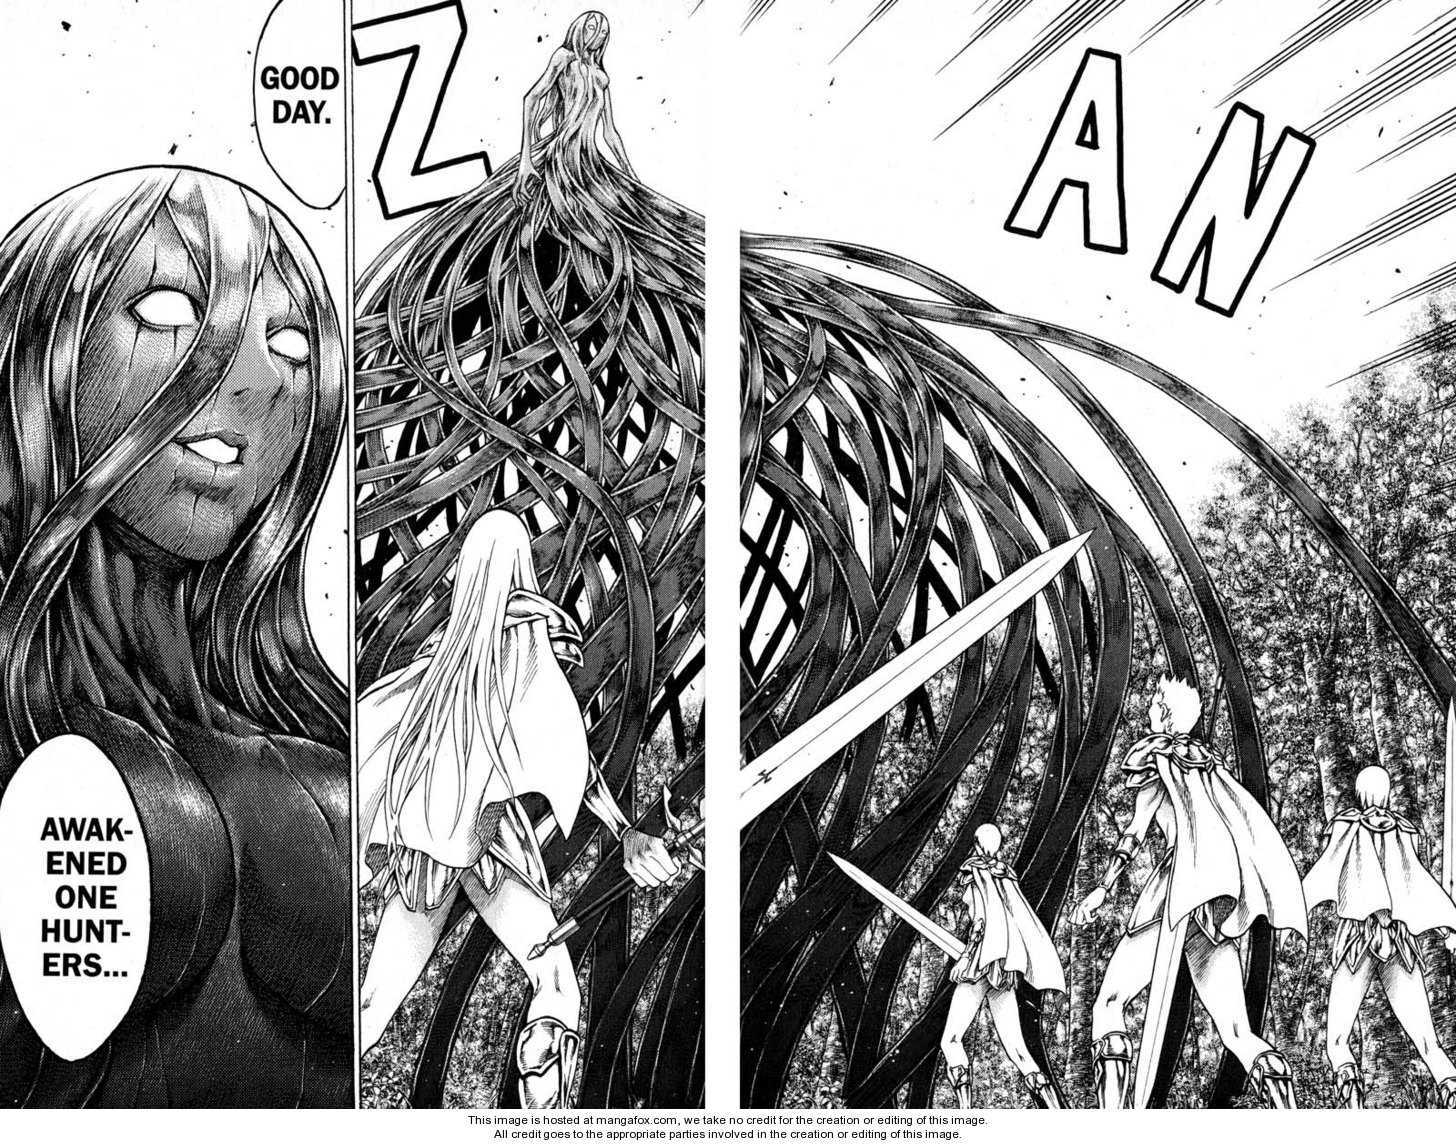 GOOD
DAY.
Z
A
N
AWAK-
ENED
ONE
HUNT-
ERS...
This image is hosted at mangafox.com, we take no credit for the creation or editing of this image.
All credit goes to the appropriate parties involved in the creation or editing of this image.